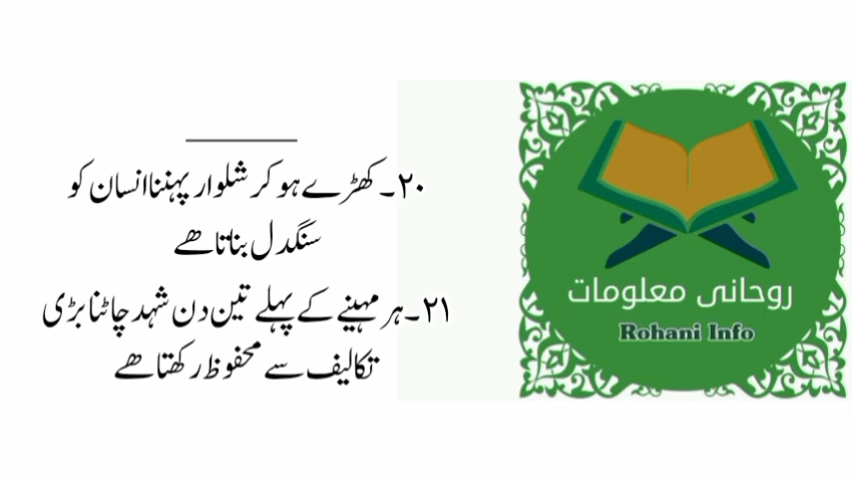 ۲۰۔ کھڑے ہو کر شلوار پہننا انسان کو
سنگدل بناتا ھے
۲۱۔ ہر مہینے کے پہلے تین دن شہد چاٹنا بڑی
تکالیف سے محفوظ رکھتا ھے
روحانی معلومات
Rohani Info